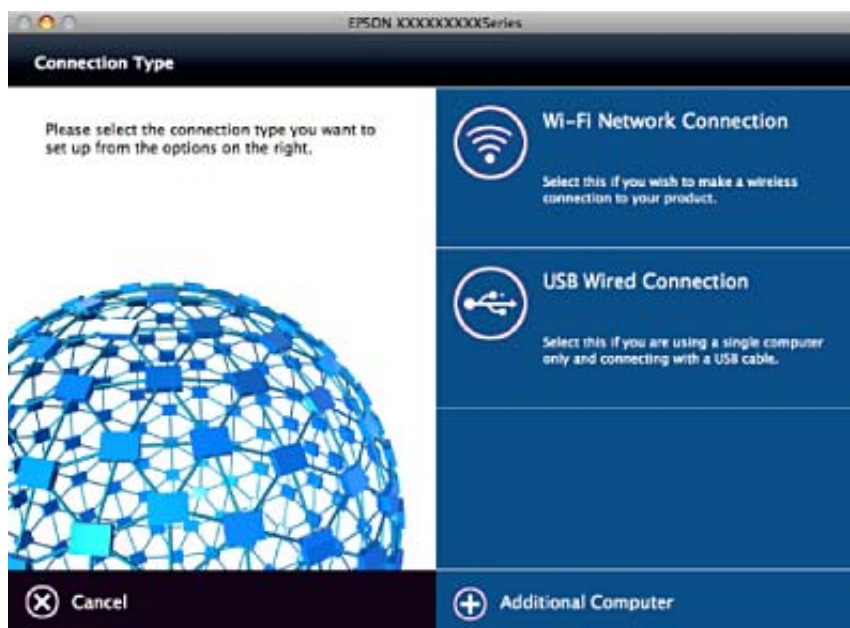 EPSON XXXXXXXXXSeries
Connection Type
Please select the connection type you want to
set up from the options on the right.
Wi-Fi Network Connection
Select this if you wish to make a wireless
connection to your product.
USB Wired Connection
Select this if you are using a single computer
only and connecting with a USB cable.
Cancel
Additional Computer